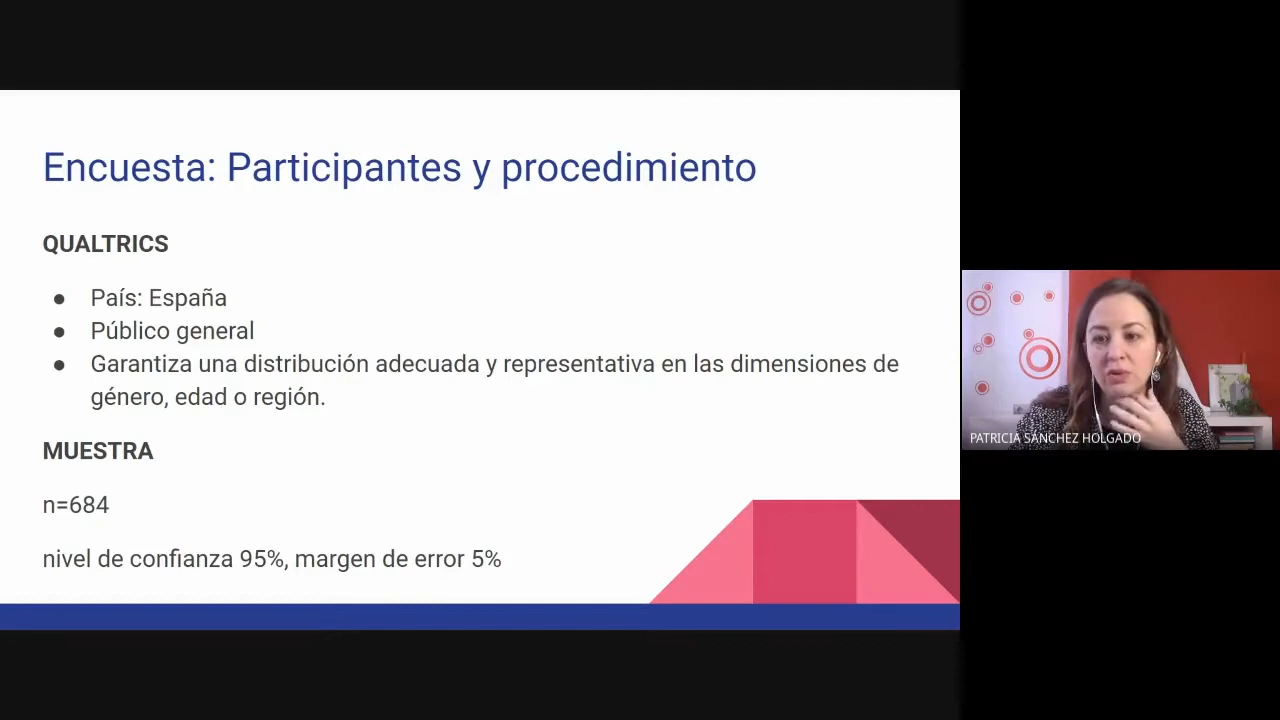 Encuesta: Participantes y procedimiento
QUALTRICS
● País: España
● Público general
● Garantiza una distribución adecuada y representativa en las dimensiones de
género, edad o región.
MUESTRA
n=684
nivel de confianza 95%, margen de error 5%
PATRICIA SÁNCHEZ HOLGADO